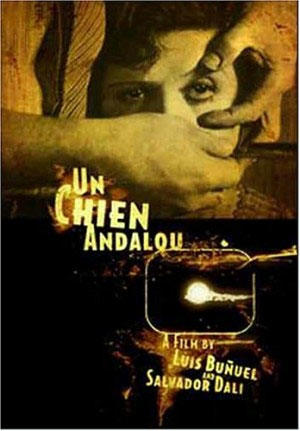 UN
CHIEN
ANDALOU
A FILM BY
LUIS BUÑUEL
AND
SALVADOR DALI